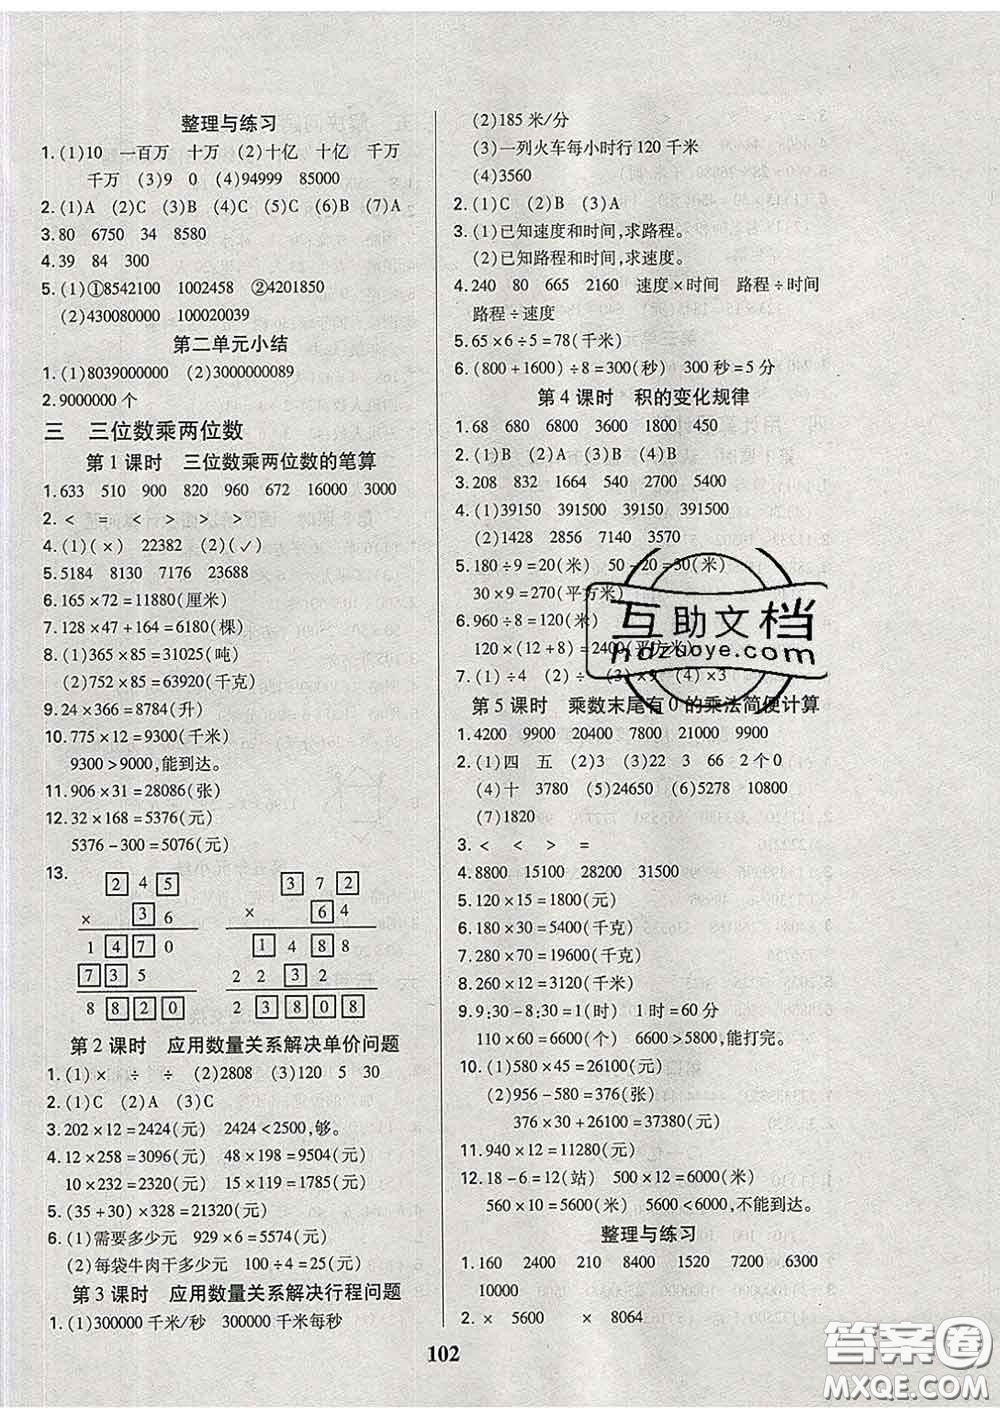 整理与练习
1.(1)10 一百万 十万 (2)十亿 十亿 千万
千万 (3)9 0 (4)94999 85000
2.(1)A (2)C (3)B (4)C (5)C (6)B (7)A
3.80 6750 34 8580
4.39 84 300
5.(1)①8542100 1002458 ②4201850
(2)430080000 100020039
第二单元小结
1.(1)8039000000 (2)3000000089
2.9000000 个
三 三位数乘两位数
第 1 课时 三位数乘两位数的笔算
1.633 510 900 820 960 672 16000 3000
2.< = < > > >
4.(1)(×) 22382 (2)(✓)
5.5184 8130 7176 23688
6.165×72=11880(厘米)
7.128×47+164=6180(棵)
8.(1)365×85=31025(吨)
(2)752×85=63920(千克)
9.24×366=8784(升)
10.775×12=9300(千米)
9300>9000,能到达。
11.906×31=28086(张)
12.32×168=5376(元)
5376-300=5076(元)
13.
2 4 5
× 3 6
1 4 7 0
7 3 5
8 8 2 0
3 7 2
× 6 4
1 4 8 8
2 2 3 2
2 3 8 0 8
第 2 课时 应用数量关系解决单价问题
1.(1)× ÷ ÷ (2)2808 (3)120 5 30
2.(1)C (2)A (3)C
3.202×12=2424(元) 2424<2500,够。
4.12×258=3096(元) 48×198=9504(元)
10×232=2320(元) 15×119=1785(元)
5.(35+30)×328=21320(元)
6.(1)需要多少元 929×6=5574(元)
(2)每袋牛肉干多少元 100÷4=25(元)
第 3 课时 应用数量关系解决行程问题
1.(1)300000 千米/秒 300000 千米每秒
(2)185 米/分
(3)一列火车每小时行 120 千米
(4)3560
2.(1)C (2)B (3)A
3.(1)已知速度和时间,求路程。
(2)已知路程和时间,求速度。
4.240 80 665 2160 速度×时间 路程÷时间
路程÷速度
5.65×6÷5=78(千米)
6.(800+1600)÷8=300(秒) 300 秒=5 分
第 4 课时 积的变化规律
1.68 680 6800 3600 1800 450
2.(1)B (2)A (3)C (4)B
3.208 832 1664 540 2700 5400
4.(1)39150 391500 39150 391500
(2)1428 2856 7140 3570
5.180÷9=20(米) 50-20=30(米)
30×9=270(平方米)
6.960÷8=120(米)
120×(12+8)=2400(平方米)
7.(1)÷4 (2)÷ (3)×9 (4)×3
第 5 课时 乘数末尾有 0 的乘法简便计算
1.4200 9900 20400 7800 21000 9900
2.(1)四 五 (2)3 (3)22 3 66 2 个 0
(4)十 3780 (5)24650 (6)5280
(7)1820
3.< < > =
4.8800 15100 28200 31500
5.120×15=1800(元)
6.180×30=5400(千克)
7.280×70=19600(千克)
8.260×12=3120(千米)
9.9:30-8:30=1(时) 1 时=60 分
110×60=6600(个) 6600>5800,能打完。
10.(1)580×45=26100(元)
(2)956-580=376(张)
376×30+26100=37380(元)
11.940×12=11280(元)
12.18-6=12(站) 500×12=6000(米)
560×10=5600(米) 5600<6000,不能到达。
整理与练习
1.160 2400 210 8400 1520 7200 6300
10000
2.× 5600 × 8064
102
互助文档
hdzuoye.com
答案圈
MXQE.COM